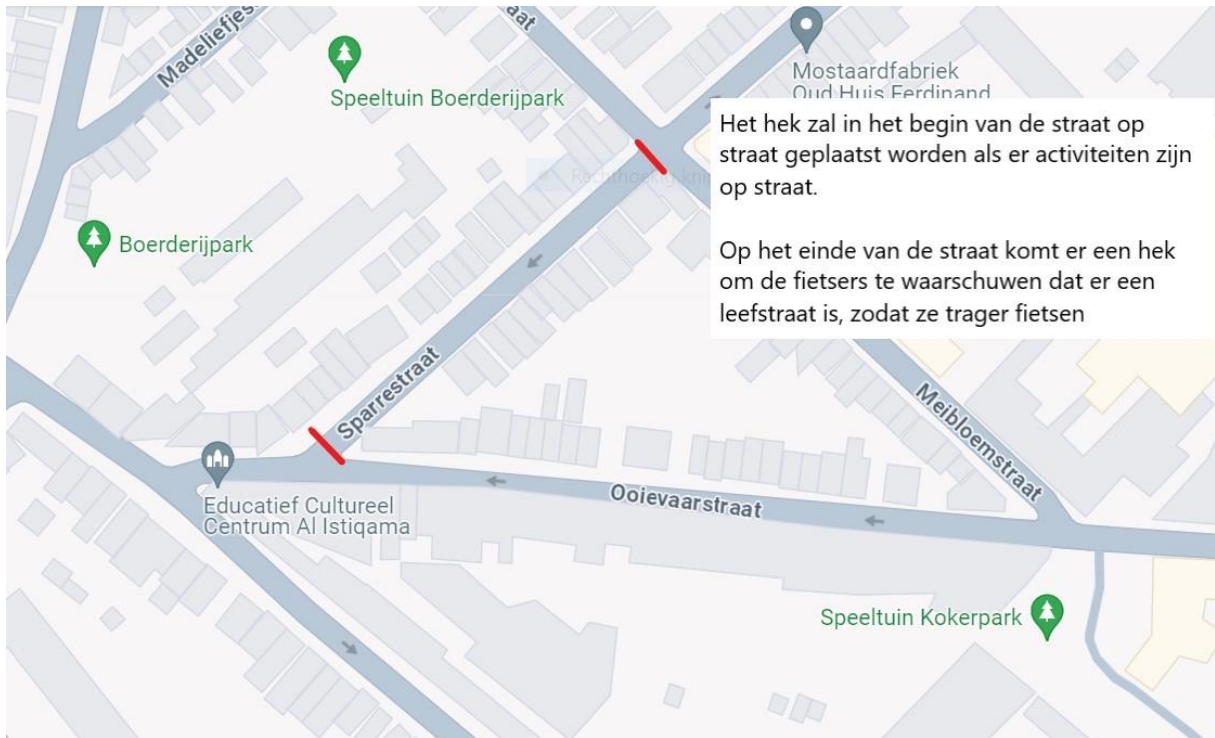 Madeliefjes
aat
Speeltuin Boerderijpark
Mostaardfabriek
Oud Huis Ferdinand
Het hek zal in het begin van de straat op
straat geplaatst worden als er activiteiten zijn
op straat.
Op het einde van de straat komt er een hek
om de fietsers te waarschuwen dat er een
leefstraat is, zodat ze trager fietsen
Boerderijpark
Sparrestraat
Meibloemstraat
Educatief Cultureel
Centrum Al Istiqama
Ooievaarstraat
Speeltuin Kokerpark